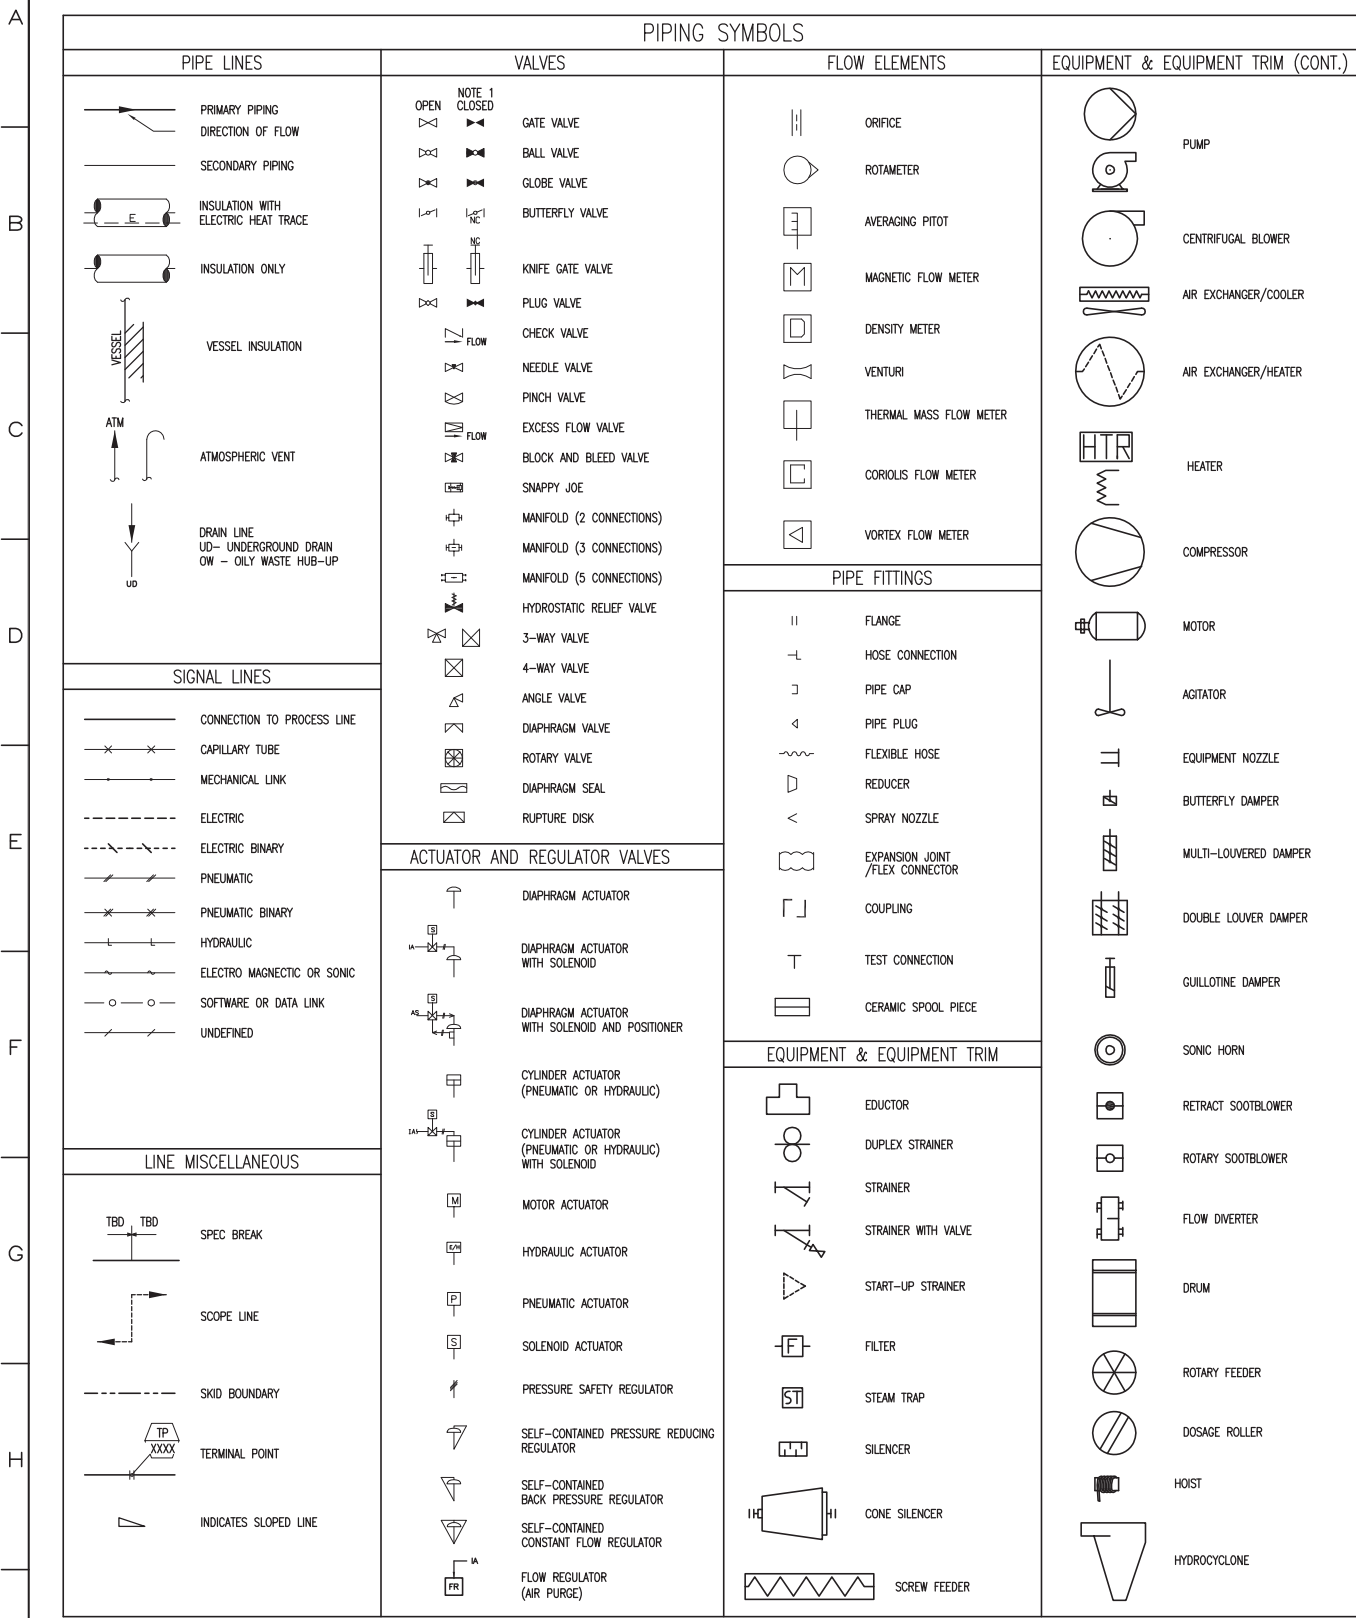 A
B
C
D
E
F
G
H
PIPING SYMBOLS
PIPE LINES
PRIMARY PIPING
DIRECTION OF FLOW
SECONDARY PIPING
E
INSULATION WITH
ELECTRIC HEAT TRACE
INSULATION ONLY
VESSEL
VESSEL INSULATION
ATM
ATMOSPHERIC VENT
DRAIN LINE
UD- UNDERGROUND DRAIN
OW - OILY WASTE HUB-UP
UD
SIGNAL LINES
CONNECTION TO PROCESS LINE
CAPILLARY TUBE
MECHANICAL LINK
ELECTRIC
ELECTRIC BINARY
PNEUMATIC
PNEUMATIC BINARY
HYDRAULIC
ELECTRO MAGNECTIC OR SONIC
SOFTWARE OR DATA LINK
UNDEFINED
LINE MISCELLANEOUS
TBD TBD
SPEC BREAK
SCOPE LINE
SKID BOUNDARY
TP
XXXX
TERMINAL POINT
INDICATES SLOPED LINE
VALVES
NOTE 1
OPEN CLOSED
GATE VALVE
BALL VALVE
GLOBE VALVE
BUTTERFLY VALVE
NC
NC
KNIFE GATE VALVE
PLUG VALVE
CHECK VALVE
FLOW
NEEDLE VALVE
PINCH VALVE
EXCESS FLOW VALVE
FLOW
BLOCK AND BLEED VALVE
SNAPPY JOE
MANIFOLD (2 CONNECTIONS)
MANIFOLD (3 CONNECTIONS)
MANIFOLD (5 CONNECTIONS)
HYDROSTATIC RELIEF VALVE
3-WAY VALVE
4-WAY VALVE
ANGLE VALVE
DIAPHRAGM VALVE
ROTARY VALVE
DIAPHRAGM SEAL
RUPTURE DISK
ACTUATOR AND REGULATOR VALVES
DIAPHRAGM ACTUATOR
S
IA
DIAPHRAGM ACTUATOR
WITH SOLENOID
S
AS
DIAPHRAGM ACTUATOR
WITH SOLENOID AND POSITIONER
CYLINDER ACTUATOR
(PNEUMATIC OR HYDRAULIC)
S
IA
CYLINDER ACTUATOR
(PNEUMATIC OR HYDRAULIC)
WITH SOLENOID
M
MOTOR ACTUATOR
E/H
HYDRAULIC ACTUATOR
P
PNEUMATIC ACTUATOR
S
SOLENOID ACTUATOR
PRESSURE SAFETY REGULATOR
SELF-CONTAINED PRESSURE REDUCING
REGULATOR
SELF-CONTAINED
BACK PRESSURE REGULATOR
SELF-CONTAINED
CONSTANT FLOW REGULATOR
IA
FR
FLOW REGULATOR
(AIR PURGE)
FLOW ELEMENTS
ORIFICE
ROTAMETER
AVERAGING PITOT
M
MAGNETIC FLOW METER
D
DENSITY METER
VENTURI
THERMAL MASS FLOW METER
C
CORIOLIS FLOW METER
VORTEX FLOW METER
PIPE FITTINGS
FLANGE
HOSE CONNECTION
PIPE CAP
PIPE PLUG
FLEXIBLE HOSE
REDUCER
SPRAY NOZZLE
EXPANSION JOINT
/FLEX CONNECTOR
COUPLING
TEST CONNECTION
CERAMIC SPOOL PIECE
EQUIPMENT & EQUIPMENT TRIM
EDUCTOR
DUPLEX STRAINER
STRAINER
STRAINER WITH VALVE
START-UP STRAINER
F
FILTER
ST
STEAM TRAP
SILENCER
CONE SILENCER
SCREW FEEDER
EQUIPMENT & EQUIPMENT TRIM (CONT.)
PUMP
CENTRIFUGAL BLOWER
AIR EXCHANGER/COOLER
AIR EXCHANGER/HEATER
HTR
HEATER
COMPRESSOR
MOTOR
AGITATOR
EQUIPMENT NOZZLE
BUTTERFLY DAMPER
MULTI-LOUVERED DAMPER
DOUBLE LOUVER DAMPER
GUILLOTINE DAMPER
SONIC HORN
RETRACT SOOTBLOWER
ROTARY SOOTBLOWER
FLOW DIVERTER
DRUM
ROTARY FEEDER
DOSAGE ROLLER
HOIST
HYDROCYCLONE